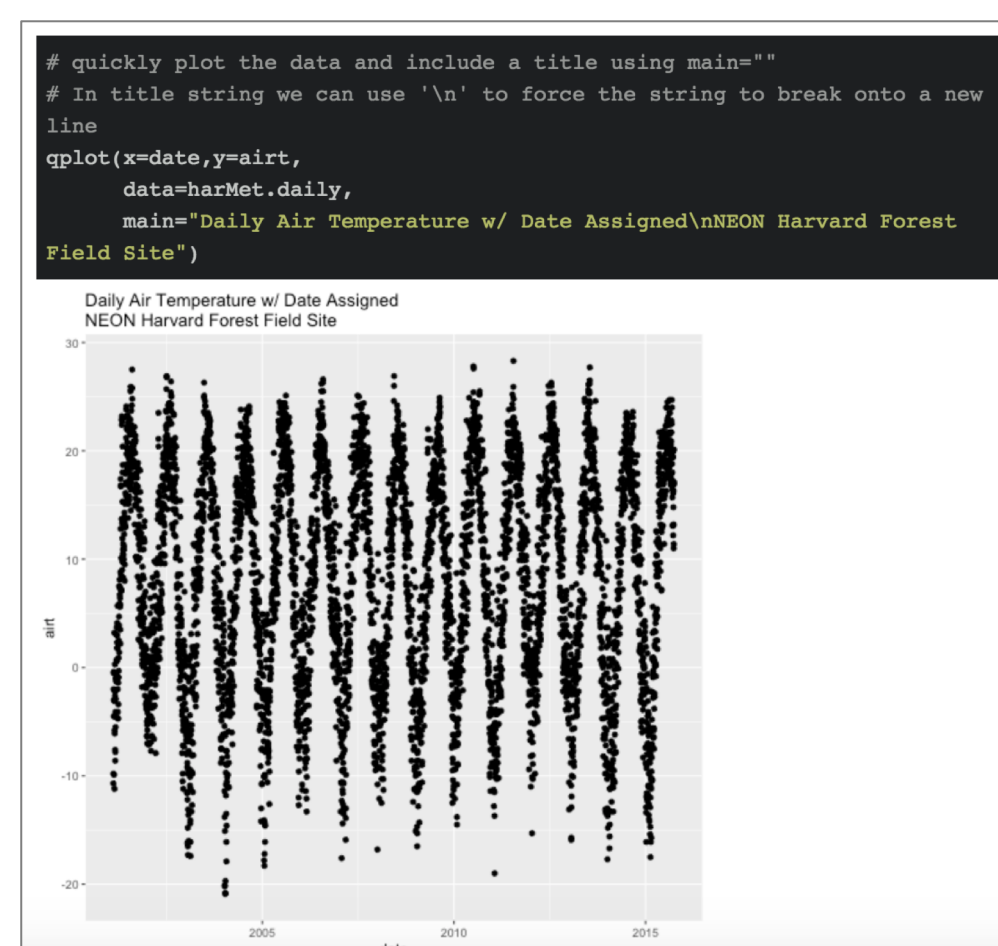 # quickly plot the data and include a title using main=""
# In title string we can use '\n' to force the string to break onto a new
line
qplot(x=date,y=airt,
data=harMet.daily,
main="Daily Air Temperature w/ Date Assigned\nNEON Harvard Forest
Field Site")
Daily Air Temperature w/ Date Assigned
NEON Harvard Forest Field Site
30
20
10
airt
0
-10
-20
2005 2010 2015